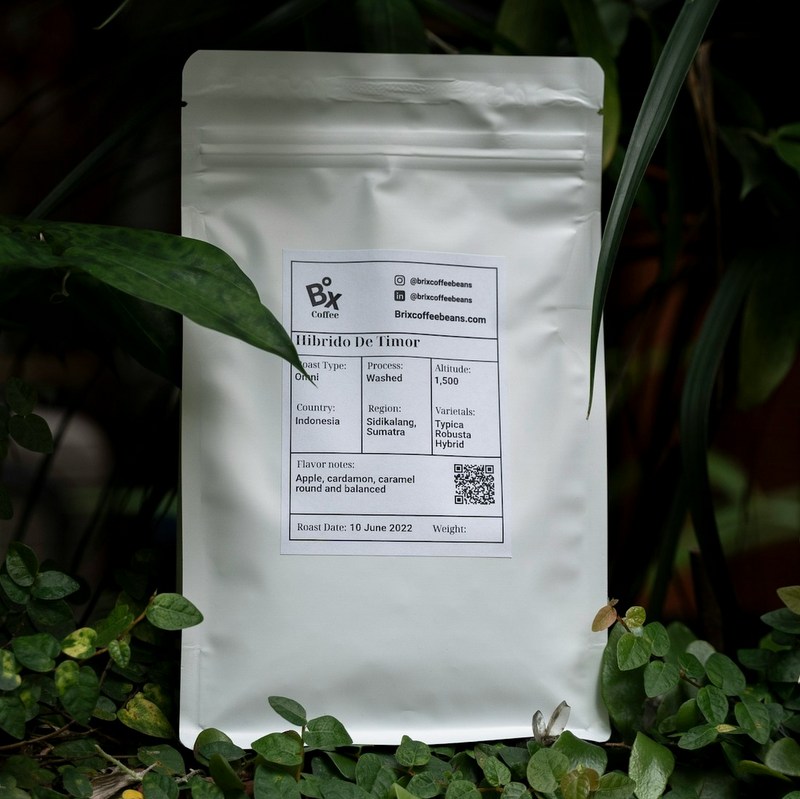 Bx
Coffee
@brixcoffeebeans
@brixcoffeebeans
Brixcoffeebeans.com
Hibrido De Timor
Roast Type:
Omni
Process:
Washed
Altitude:
1,500
Country:
Indonesia
Region:
Sidikalang,
Sumatra
Varietals:
Typica
Robusta
Hybrid
Flavor notes:
Apple, cardamon, caramel
round and balanced
Roast Date: 10 June 2022
Weight: